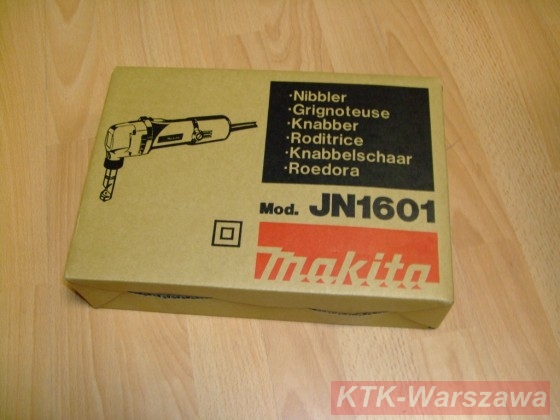 ·Nibbler
·Grignoteuse
·Knabber
·Roditrice
·Knabbelschaar
·Roedora
Mod. JN1601
makita
KTK-Warszawa